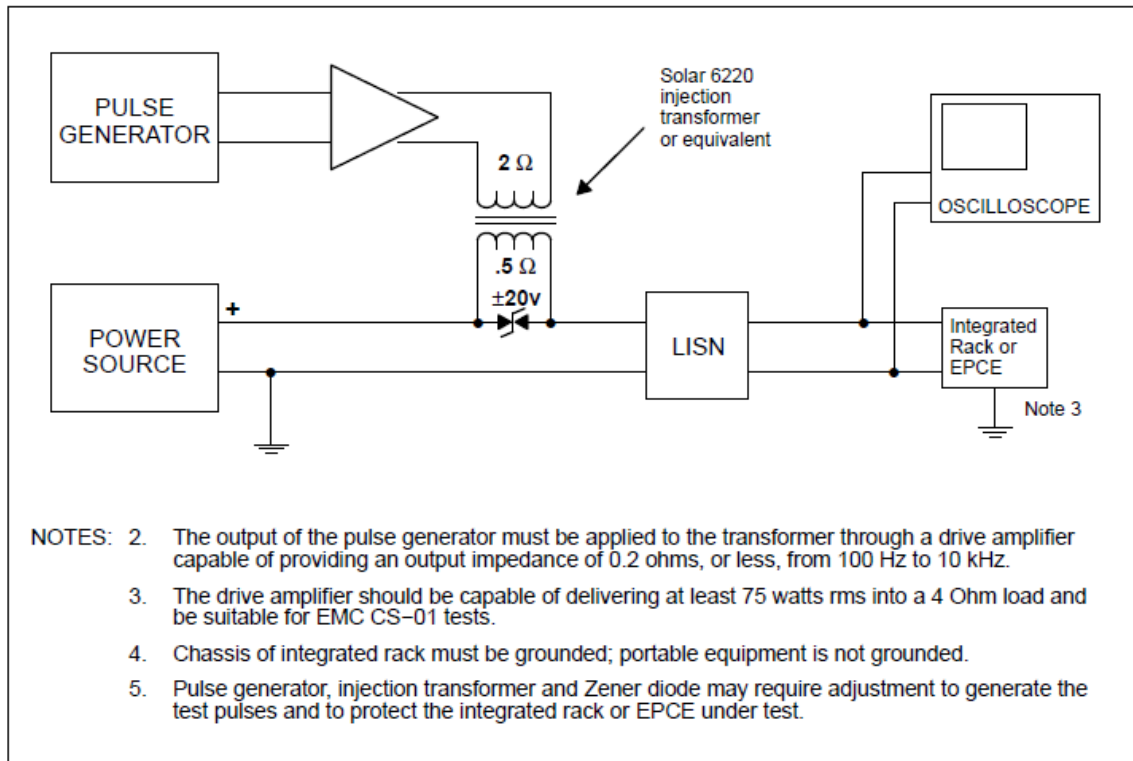 PULSE
GENERATOR
Solar 6220
injection
transformer
or equivalent
2 Ω
OSCILLOSCOPE
.5 Ω
±20v
+
POWER
SOURCE
LISN
Integrated
Rack or
EPCE
Note 3
NOTES: 2. The output of the pulse generator must be applied to the transformer through a drive amplifier
capable of providing an output impedance of 0.2 ohms, or less, from 100 Hz to 10 kHz.
3. The drive amplifier should be capable of delivering at least 75 watts rms into a 4 Ohm load and
be suitable for EMC CS−01 tests.
4. Chassis of integrated rack must be grounded; portable equipment is not grounded.
5. Pulse generator, injection transformer and Zener diode may require adjustment to generate the
test pulses and to protect the integrated rack or EPCE under test.